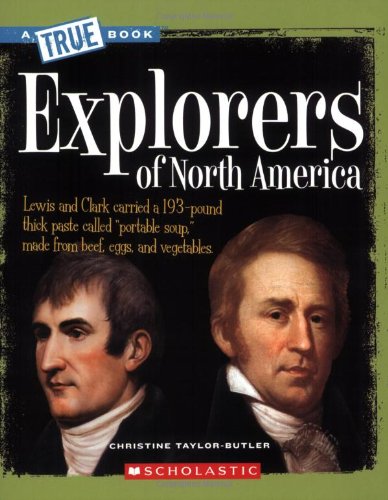 A TRUE BOOK
Explorers
of North America
Lewis and Clark carried a 193-pound
thick paste called "portable soup,"
made from beef, eggs, and vegetables.
CHRISTINE TAYLOR-BUTLER
SCHOLASTIC